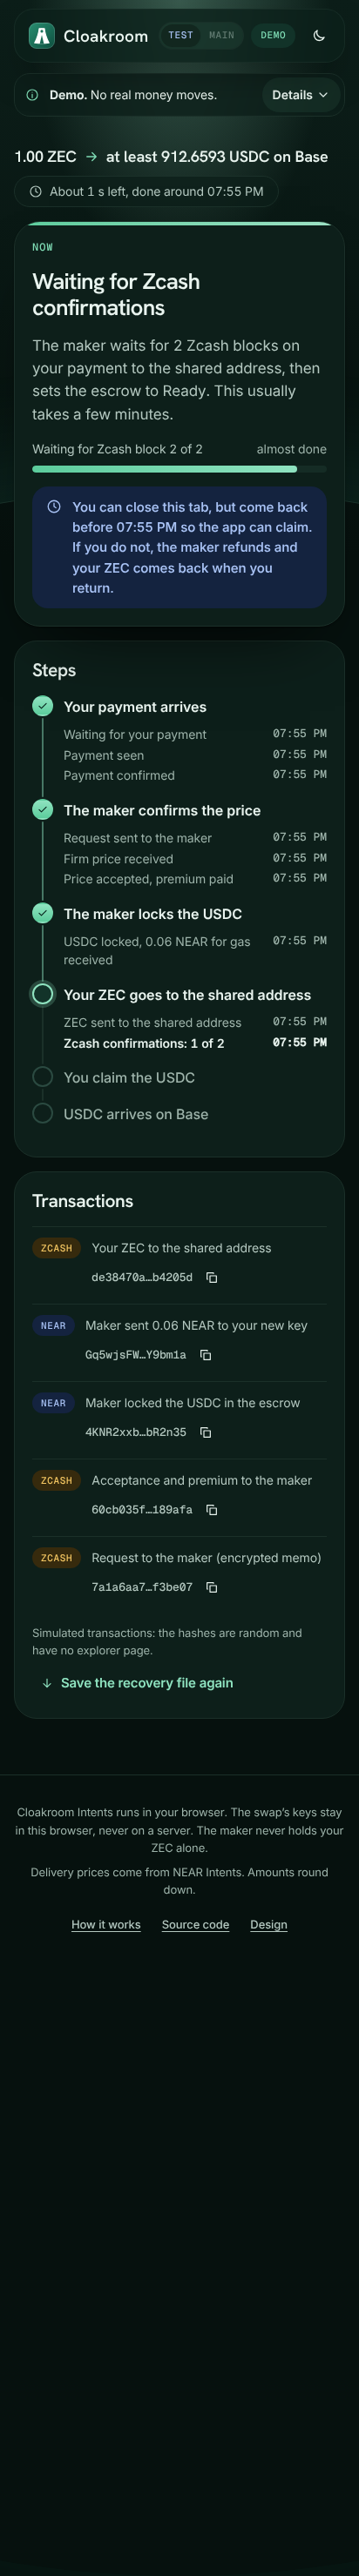 Cloakroom TEST MAIN DEMO
Demo. No real money moves. Details
1.00 ZEC → at least 912.6593 USDC on Base
About 1 s left, done around 07:55 PM
NOW
Waiting for Zcash
confirmations
The maker waits for 2 Zcash blocks on
your payment to the shared address, then
sets the escrow to Ready. This usually
takes a few minutes.
Waiting for Zcash block 2 of 2 almost done
You can close this tab, but come back
before 07:55 PM so the app can claim.
If you do not, the maker refunds and
your ZEC comes back when you
return.
Steps
Your payment arrives
Waiting for your payment 07:55 PM
Payment seen 07:55 PM
Payment confirmed 07:55 PM
The maker confirms the price
Request sent to the maker 07:55 PM
Firm price received 07:55 PM
Price accepted, premium paid 07:55 PM
The maker locks the USDC
USDC locked, 0.06 NEAR for gas 07:55 PM
received
Your ZEC goes to the shared address
ZEC sent to the shared address 07:55 PM
Zcash confirmations: 1 of 2 07:55 PM
You claim the USDC
USDC arrives on Base
Transactions
ZCASH Your ZEC to the shared address
de38470a…b4205d
NEAR Maker sent 0.06 NEAR to your new key
Gq5wjsFW…Y9bm1a
NEAR Maker locked the USDC in the escrow
4KNR2xxb…bR2n35
ZCASH Acceptance and premium to the maker
60cb035f…189afa
ZCASH Request to the maker (encrypted memo)
7a1a6aa7…f3be07
Simulated transactions: the hashes are random and
have no explorer page.
↓ Save the recovery file again
Cloakroom Intents runs in your browser. The swap’s keys stay
in this browser, never on a server. The maker never holds your
ZEC alone.
Delivery prices come from NEAR Intents. Amounts round
down.
How it works Source code Design